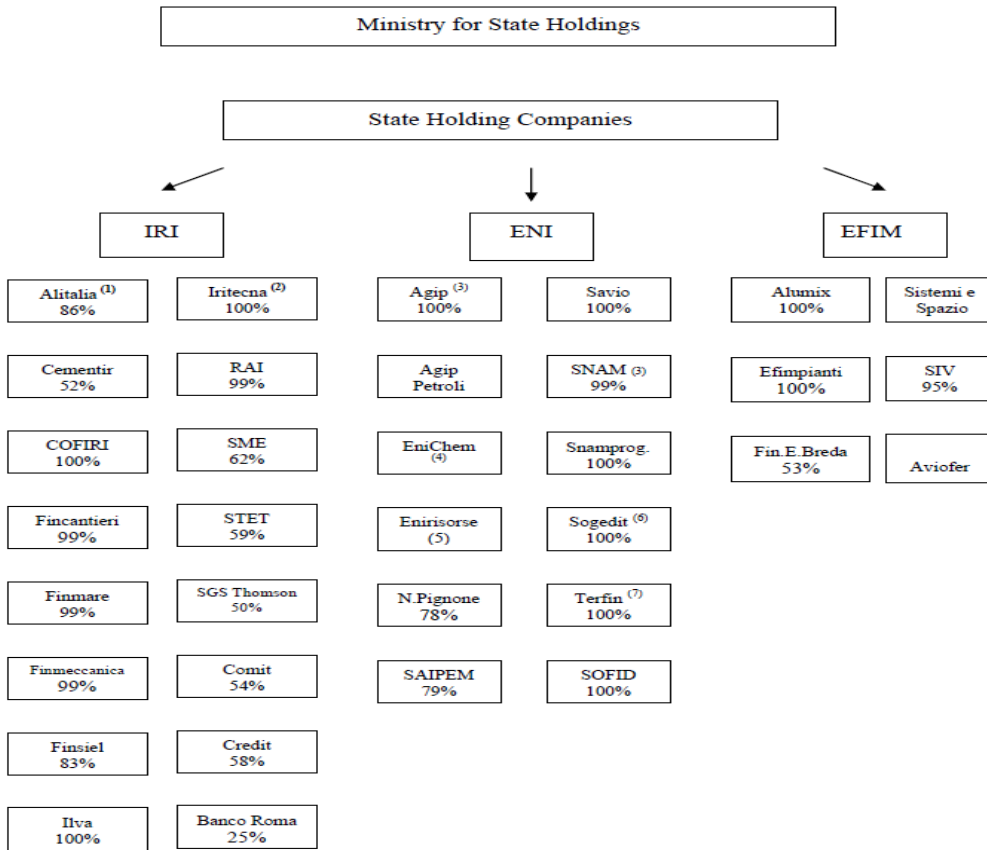 Ministry for State Holdings
State Holding Companies
IRI
ENI
EFIM
Alitalia (1)
86%
Iritecna (2)
100%
Agip (3)
100%
Savio
100%
Alumix
100%
Sistemi e
Spazio
Cementir
52%
RAI
99%
Agip
Petroli
SNAM (3)
99%
Efimpianti
100%
SIV
95%
COFIRI
100%
SME
62%
EniChem
(4)
Snamprog.
100%
Fin.E.Breda
53%
Aviofer
Fincantieri
99%
STET
59%
Enirisorse
(5)
Sogedit (6)
100%
Finmare
99%
SGS Thomson
50%
N.Pignone
78%
Terfin (7)
100%
Finmeccanica
99%
Comit
54%
SAIPEM
79%
SOFID
100%
Finsiel
83%
Credit
58%
Ilva
100%
Banco Roma
25%